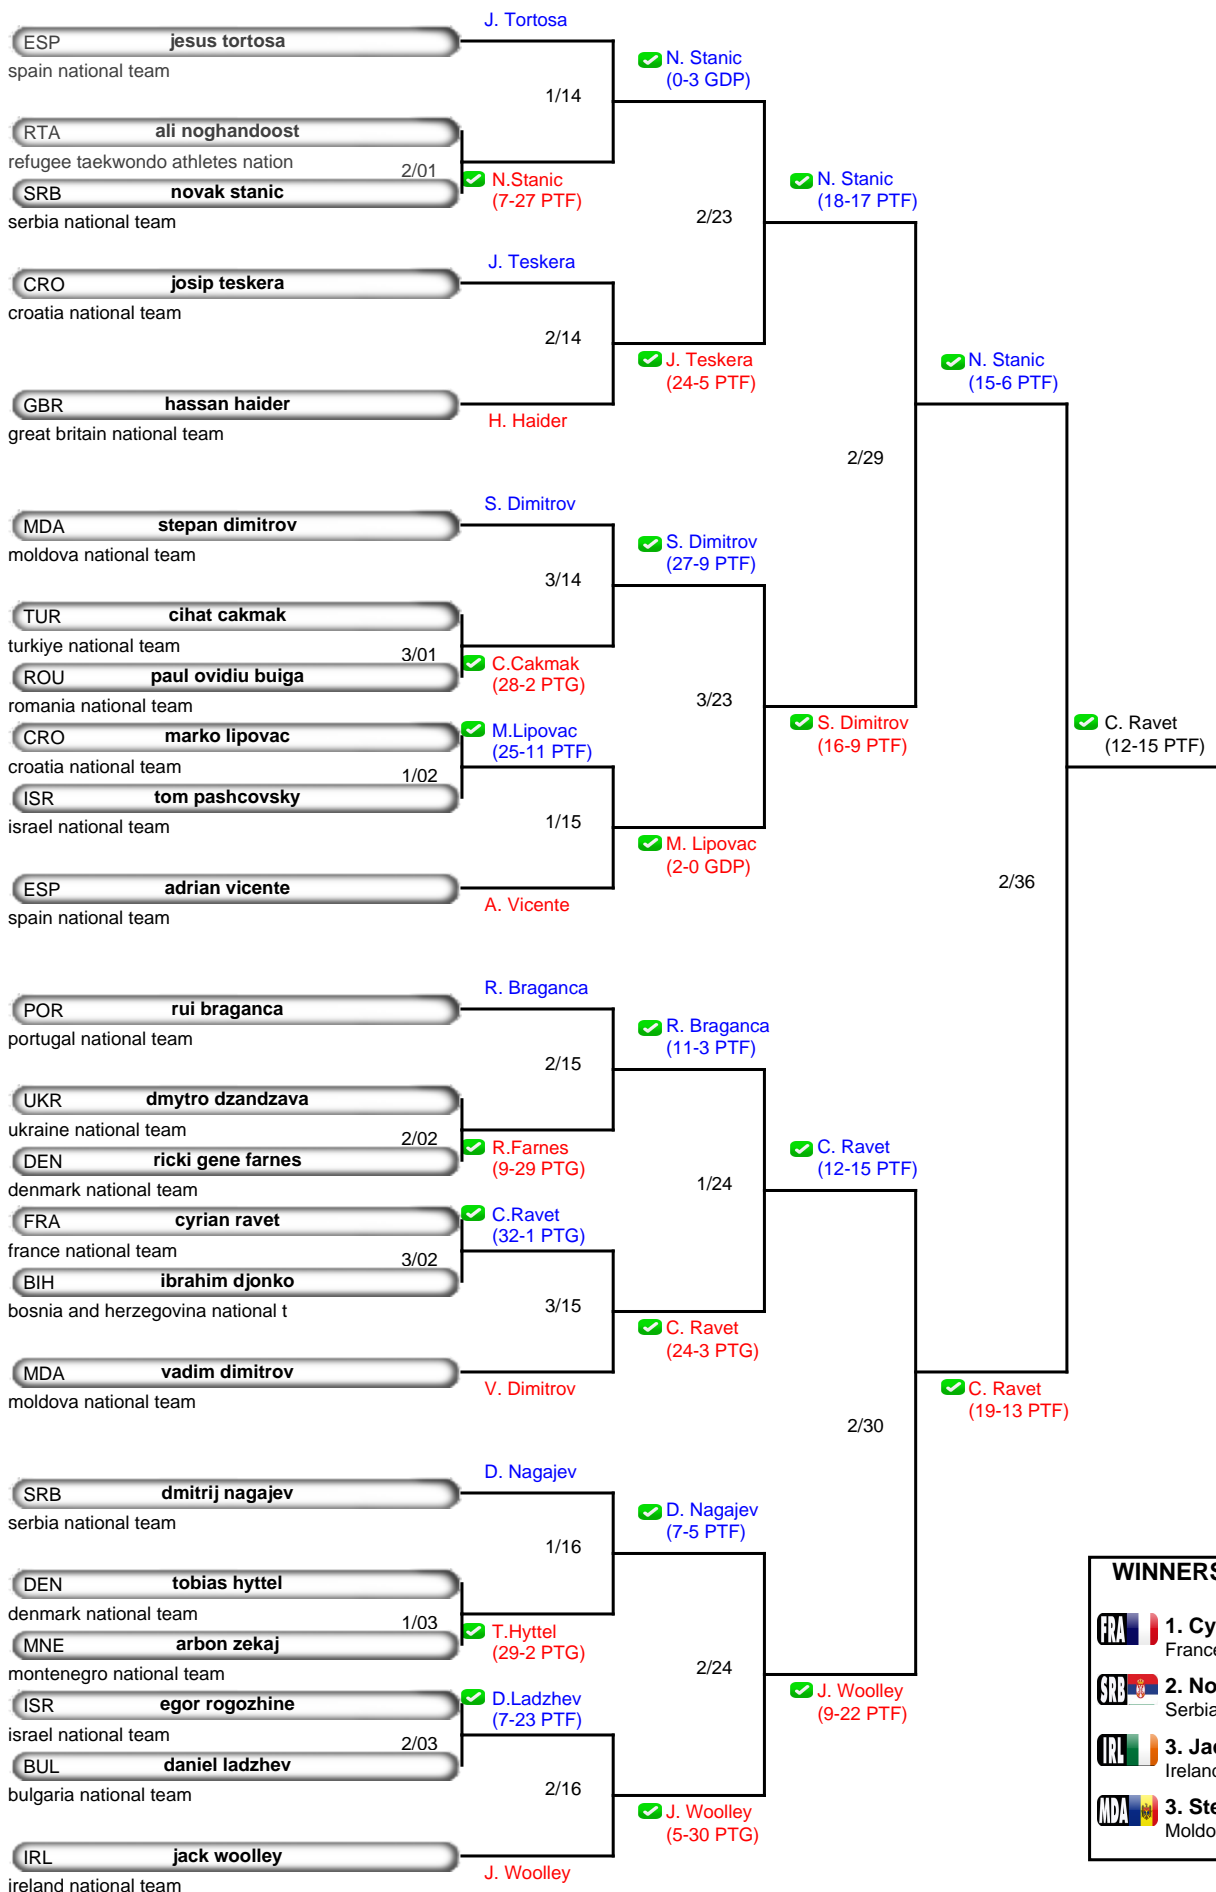 J. Tortosa
ESP jesus tortosa
spain national team
N. Stanic
(0-3 GDP)
1/14
RTA ali noghandoost
refugee taekwondo athletes nation
2/01
SRB novak stanic
serbia national team
N.Stanic
(7-27 PTF)
N. Stanic
(18-17 PTF)
2/23
J. Teskera
CRO josip teskera
croatia national team
2/14
J. Teskera
(24-5 PTF)
N. Stanic
(15-6 PTF)
GBR hassan haider
great britain national team
H. Haider
2/29
S. Dimitrov
MDA stepan dimitrov
moldova national team
S. Dimitrov
(27-9 PTF)
3/14
TUR cihat cakmak
turkiye national team
3/01
ROU paul ovidiu buiga
romania national team
C.Cakmak
(28-2 PTG)
3/23
CRO marko lipovac
croatia national team
M.Lipovac
(25-11 PTF)
S. Dimitrov
(16-9 PTF)
C. Ravet
(12-15 PTF)
1/02
ISR tom pashcovsky
israel national team
1/15
M. Lipovac
(2-0 GDP)
ESP adrian vicente
spain national team
A. Vicente
2/36
R. Braganca
POR rui braganca
portugal national team
R. Braganca
(11-3 PTF)
2/15
UKR dmytro dzandzava
ukraine national team
2/02
DEN ricki gene farnes
denmark national team
R.Farnes
(9-29 PTG)
C. Ravet
(12-15 PTF)
1/24
FRA cyrian ravet
france national team
C.Ravet
(32-1 PTG)
3/02
BIH ibrahim djonko
bosnia and herzegovina national t
3/15
C. Ravet
(24-3 PTG)
MDA vadim dimitrov
moldova national team
V. Dimitrov
C. Ravet
(19-13 PTF)
2/30
D. Nagajev
SRB dmitrij nagajev
serbia national team
D. Nagajev
(7-5 PTF)
1/16
DEN tobias hyttel
denmark national team
1/03
MNE arbon zekaj
montenegro national team
T.Hyttel
(29-2 PTG)
2/24
ISR egor rogozhine
israel national team
D.Ladzhev
(7-23 PTF)
J. Woolley
(9-22 PTF)
2/03
BUL daniel ladzhev
bulgaria national team
2/16
J. Woolley
(5-30 PTG)
IRL jack woolley
ireland national team
J. Woolley
WINNERS
FRA 1. Cy
France
SRB 2. No
Serbia
IRL 3. Ja
Ireland
MDA 3. Ste
Moldo